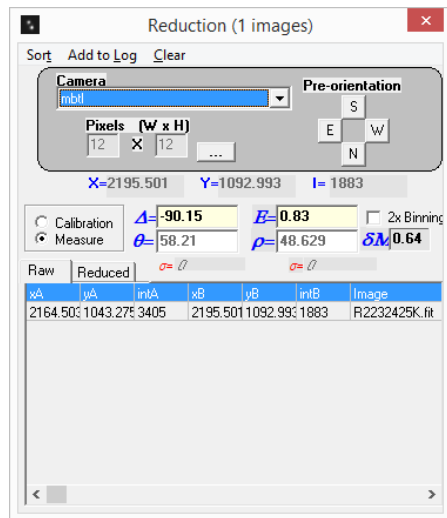 Reduction (1 images)
Sort Add to Log Clear
Camera
mbtl
Pre-orientation
S
E W
N
Pixels (W x H)
12 X 12 ...
X=2195.501 Y=1092.993 I= 1883
Calibration
Measure
Δ= -90.15 E= 0.83 2x Binning
θ= 58.21 ρ= 48.629 δM 0.64
Raw Reduced σ= 0 σ= 0
xA yA intA xB yB intB Image
2164.503 1043.275 3405 2195.501 1092.993 1883 R2232425K.fit